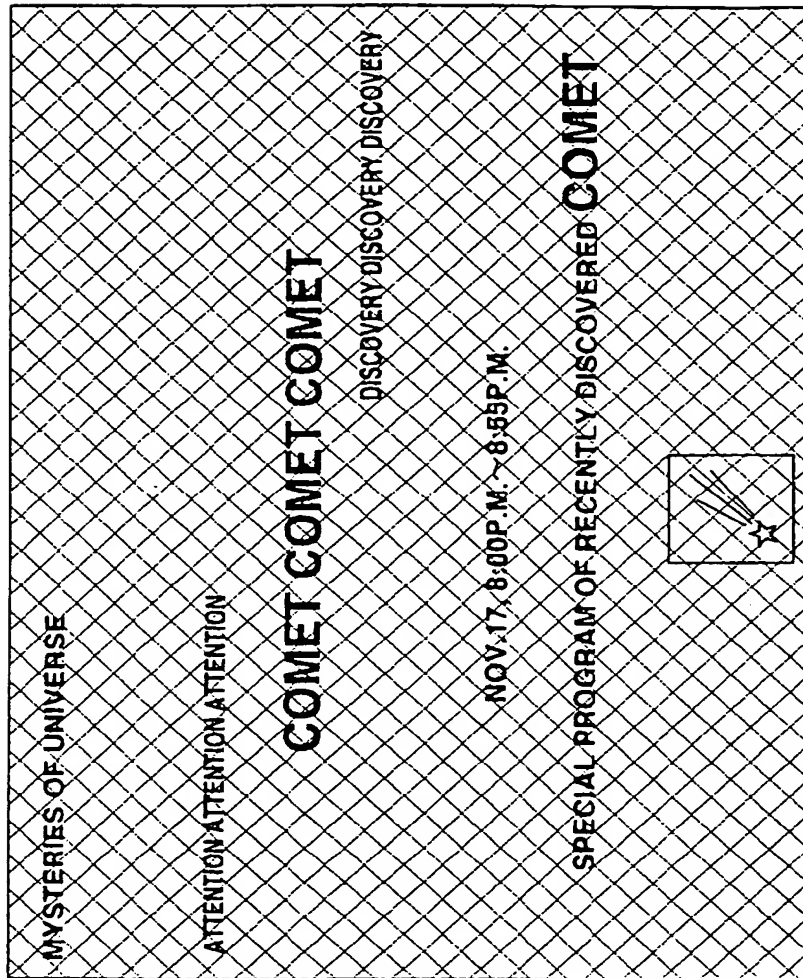 MYSTERIES OF UNIVERSE
ATTENTION ATTENTION ATTENTION
COMET COMET COMET
DISCOVERY DISCOVERY DISCOVERY
NOV. 17, 8:00P.M.~8:55P.M.
SPECIAL PROGRAM OF RECENTLY DISCOVERED COMET